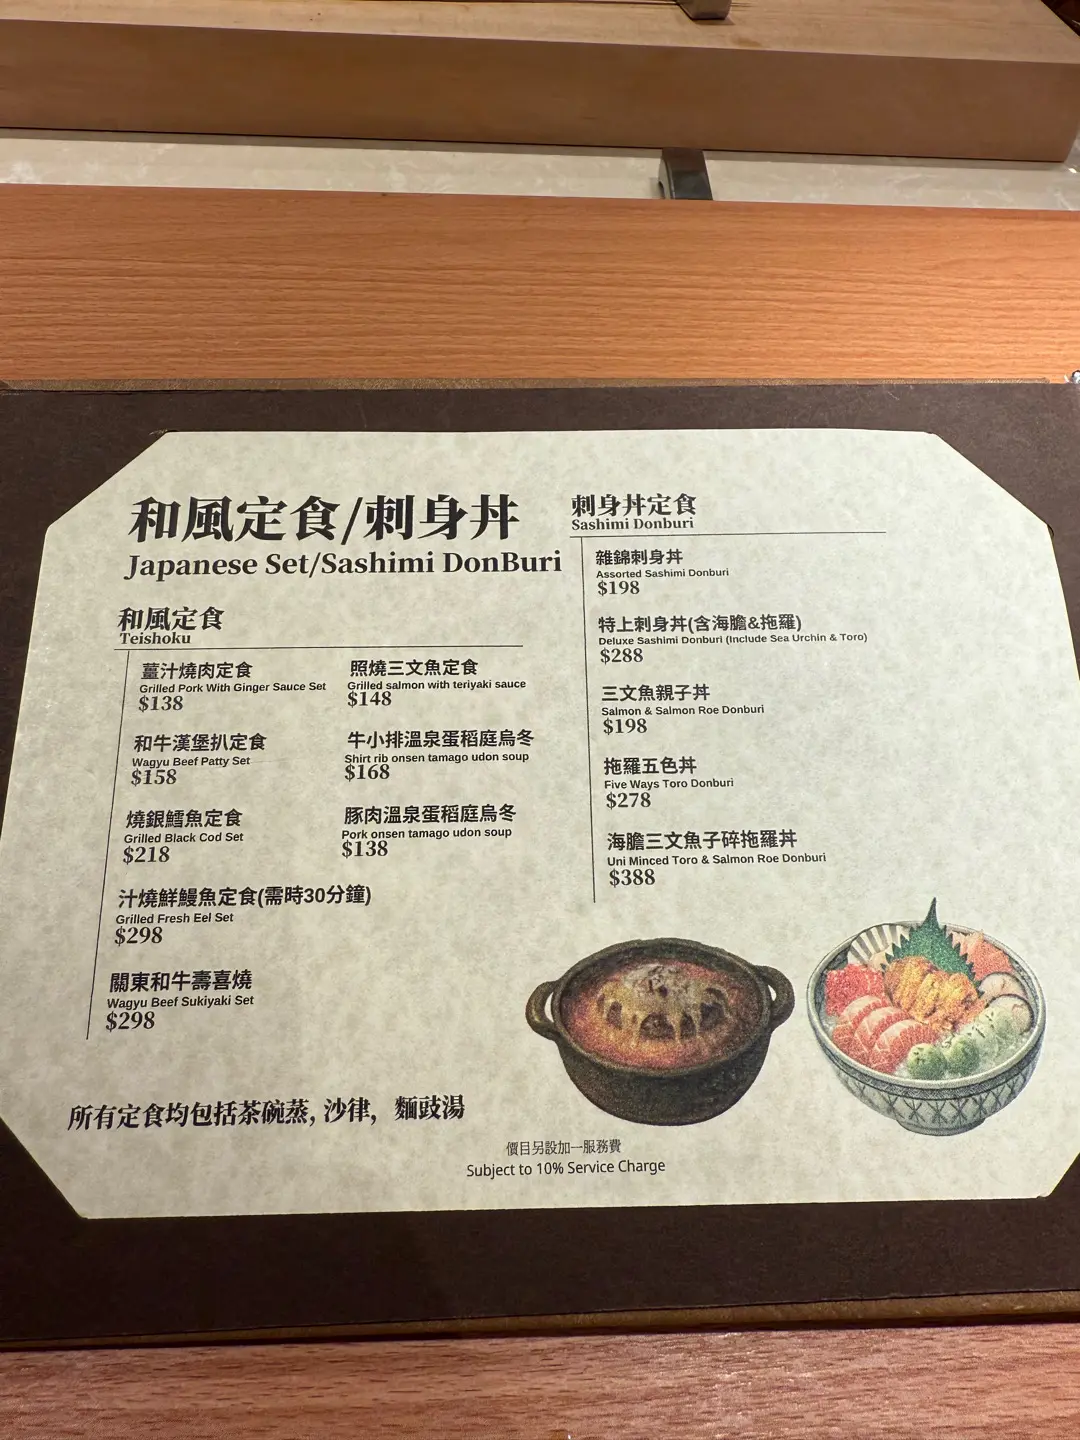 和風定食/刺身丼
Japanese Set/Sashimi DonBuri
和風定食
Teishoku
薑汁燒肉定食
Grilled Pork With Ginger Sauce Set
$138
和牛漢堡扒定食
Wagyu Beef Patty Set
$158
燒銀鱈魚定食
Grilled Black Cod Set
$218
汁燒鮮鰻魚定食(需時30分鐘)
Grilled Fresh Eel Set
$298
關東和牛壽喜燒
Wagyu Beef Sukiyaki Set
$298
照燒三文魚定食
Grilled salmon with teriyaki sauce
$148
牛小排溫泉蛋稻庭烏冬
Shirt rib onsen tamago udon soup
$168
豚肉溫泉蛋稻庭烏冬
Pork onsen tamago udon soup
$138
刺身丼定食
Sashimi Donburi
雜錦刺身丼
Assorted Sashimi Donburi
$198
特上刺身丼(含海膽&拖羅)
Deluxe Sashimi Donburi (Include Sea Urchin & Toro)
$288
三文魚親子丼
Salmon & Salmon Roe Donburi
$198
拖羅五色丼
Five Ways Toro Donburi
$278
海膽三文魚子碎拖羅丼
Uni Minced Toro & Salmon Roe Donburi
$388
所有定食均包括茶碗蒸, 沙律, 麵豉湯
價目另設加一服務費
Subject to 10% Service Charge